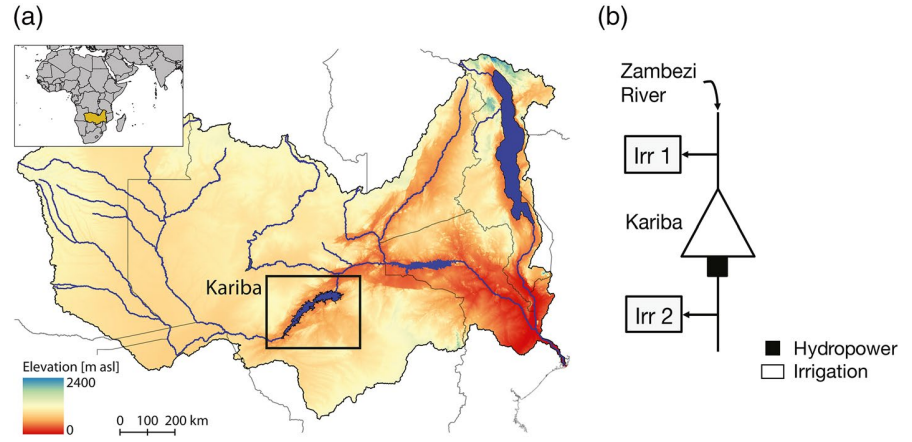 (a)
Kariba
Elevation [m asl]
2400
0
0 100 200 km
(b)
Zambezi
River
Irr 1
Kariba
Irr 2
Hydropower
Irrigation